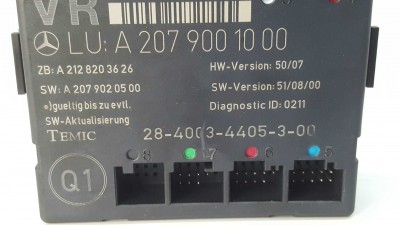 VR
LU: A 207 900 10 00
ZB: A 212 820 36 26
HW-Version: 50/07
SW: A 207 902 05 00
SW-Version: 51/08/00
*)gueltig bis zu evtl.
Diagnostic ID: 0211
SW-Aktualisierung
TEMIC
28-4003-4405-3-00
Q1
8 7 6 5